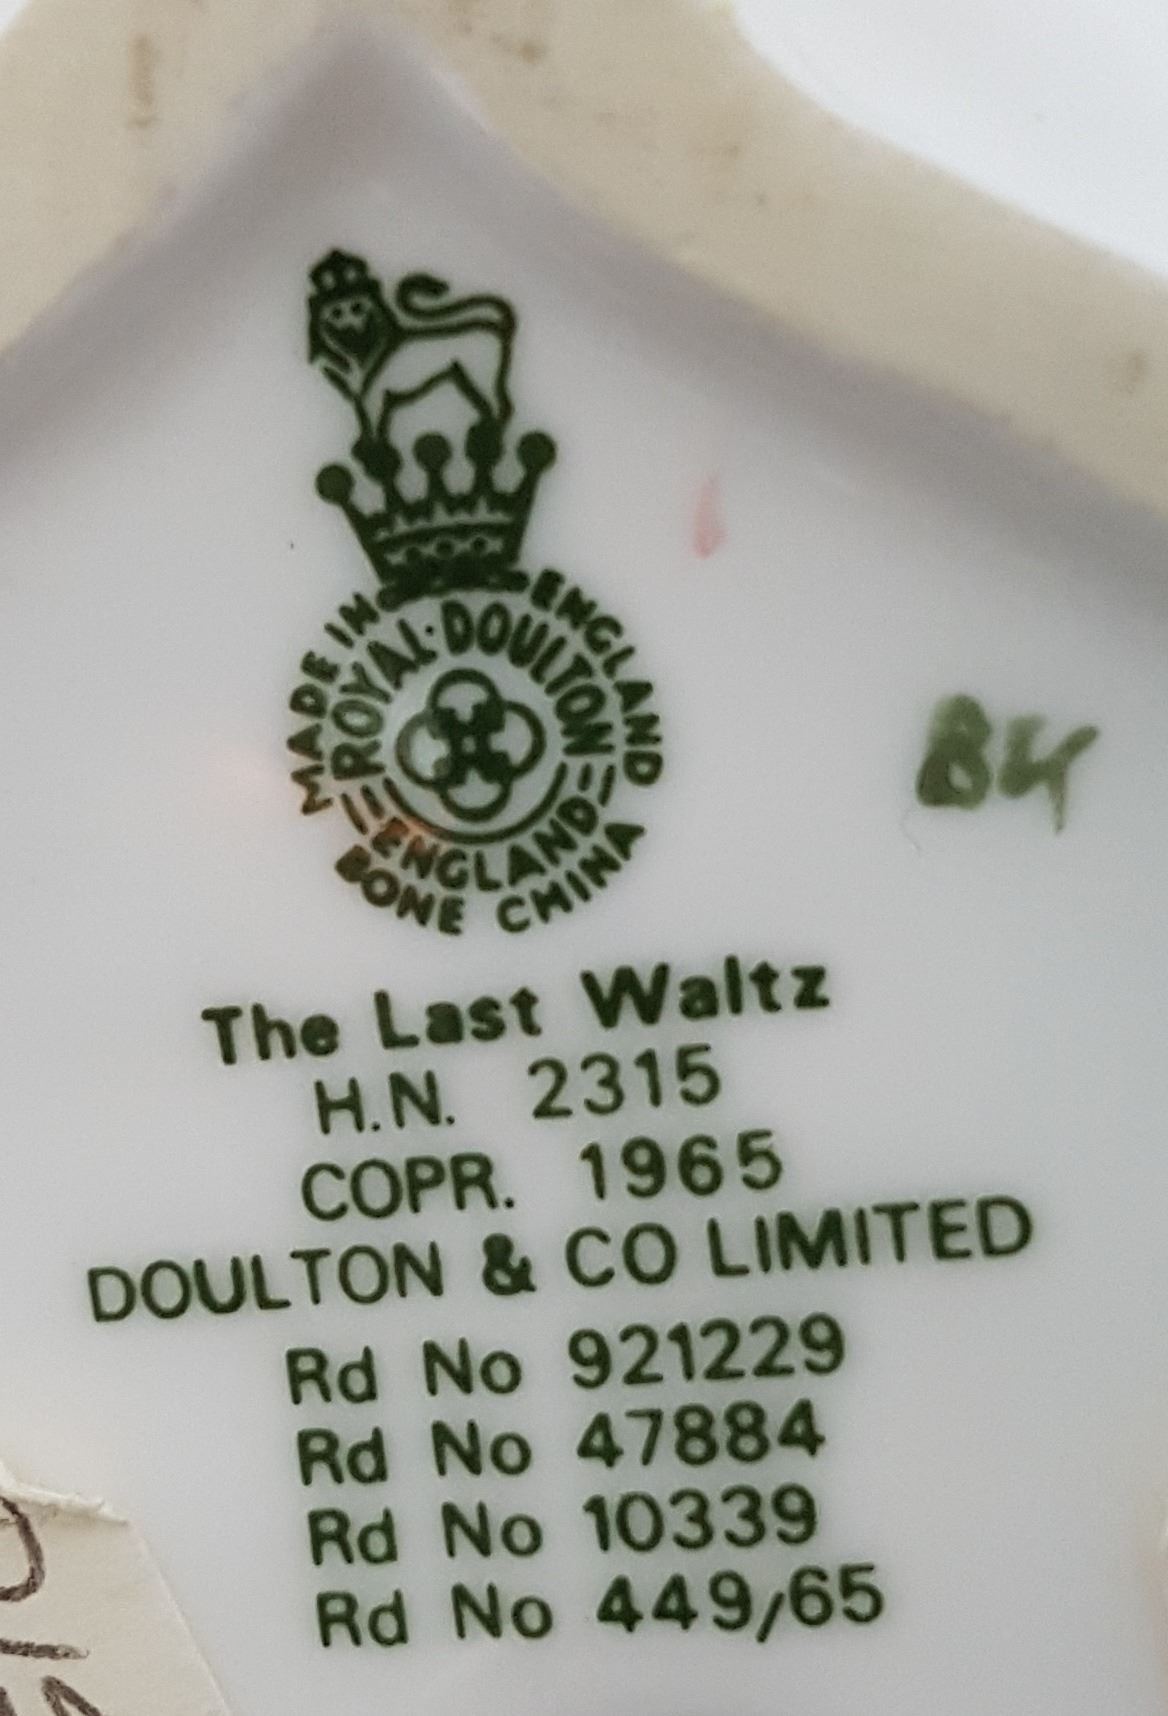 MADE IN ENGLAND
ROYAL·DOULTON
ENGLAND
BONE CHINA
BK
The Last Waltz
H.N. 2315
COPR. 1965
DOULTON & CO LIMITED
Rd No 921229
Rd No 47884
Rd No 10339
Rd No 449/65